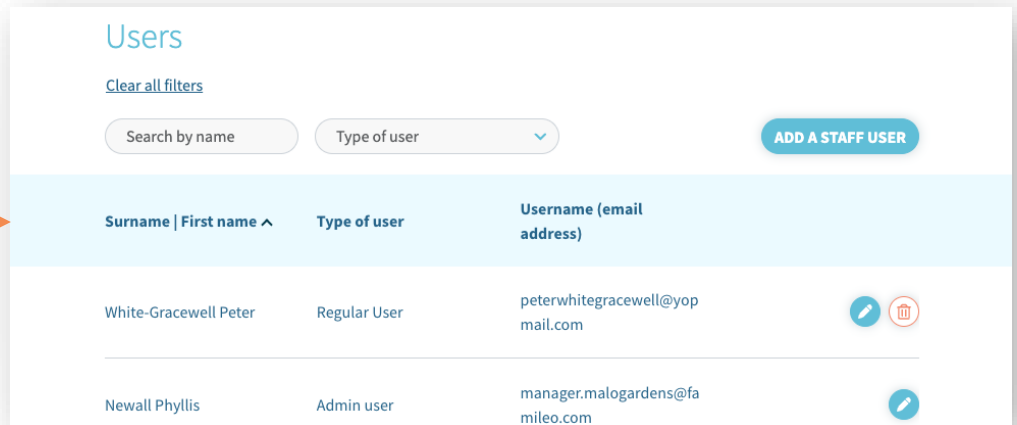 Users
Clear all filters
Search by name
Type of user
ADD A STAFF USER
Surname | First name
Type of user
Username (email
address)
White-Gracewell Peter
Regular User
peterwhitegracewell@yop
mail.com
Newall Phyllis
Admin user
manager.malogardens@fa
mileo.com